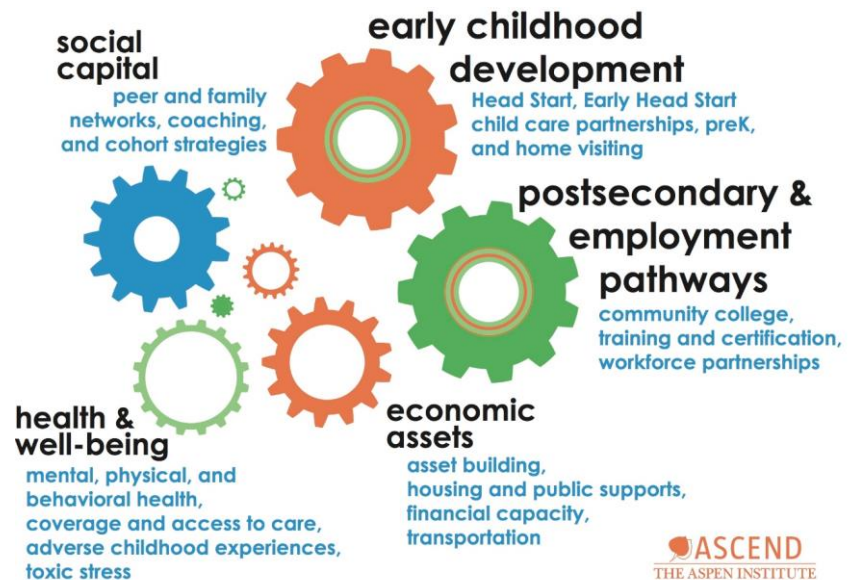 social
capital
peer and family
networks, coaching,
and cohort strategies
early childhood
development
Head Start, Early Head Start
child care partnerships, preK,
and home visiting
postsecondary &
employment
pathways
community college,
training and certification,
workforce partnerships
health &
well-being
mental, physical, and
behavioral health,
coverage and access to care,
adverse childhood experiences,
toxic stress
economic
assets
asset building,
housing and public supports,
financial capacity,
transportation
ASCEND
THE ASPEN INSTITUTE